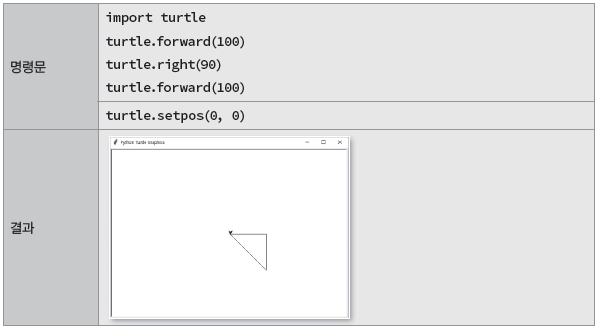 명령문
import turtle
turtle.forward(100)
turtle.right(90)
turtle.forward(100)
turtle.setpos(0, 0)
결과
Python Turtle Graphics